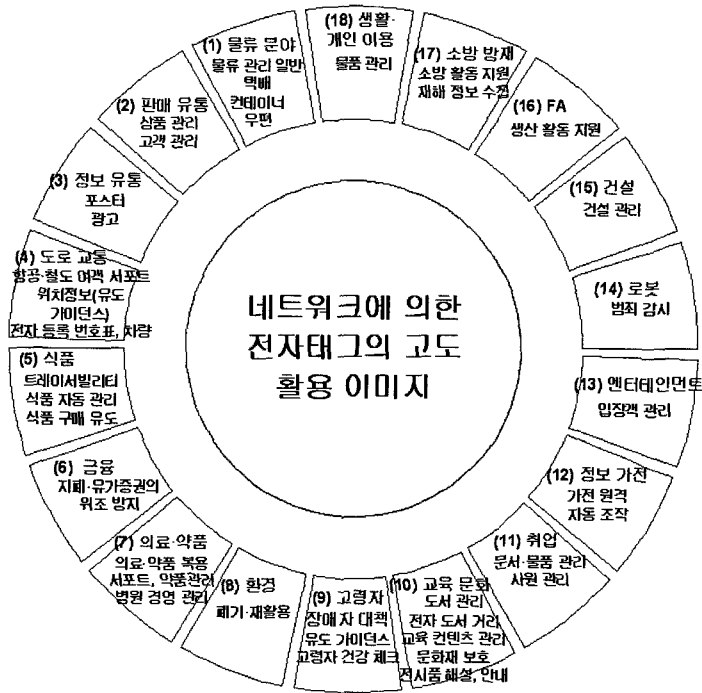 네트워크에 의한
전자태그의 고도
활용 이미지
(1) 물류 분야
물류 관리 일반
택배
컨테이너
우편
(2) 판매 유통
상품 관리
고객 관리
(3) 정보 유통
포스터
광고
(4) 도로 교통
항공·철도 여객 서포트
위치정보(유도
가이던스)
전자 등록 번호표, 차량
(5) 식품
트레이서빌리티
식품 자동 관리
식품 구매 유도
(6) 금융
지폐·유가증권의
위조 방지
(7) 의료·약품
의료·약품 복용
서포트, 약품관리
병원 경영 관리
(8) 환경
폐기·재활용
(9) 고령자
장애자 대책
유도 가이던스
고령자 건강 체크
(10) 교육 문화
도서 관리
전자 도서 거리
교육 컨텐츠 관리
문화재 보호
전시품 해설, 안내
(11) 취업
문서·물품 관리
사원 관리
(12) 정보 가전
가전 원격
자동 조작
(13) 엔터테인먼트
입장객 관리
(14) 로봇
범죄 감시
(15) 건설
건설 관리
(16) FA
생산 활동 지원
(17) 소방 방재
소방 활동 지원
재해 정보 수집
(18) 생활·
개인 이용
물품 관리